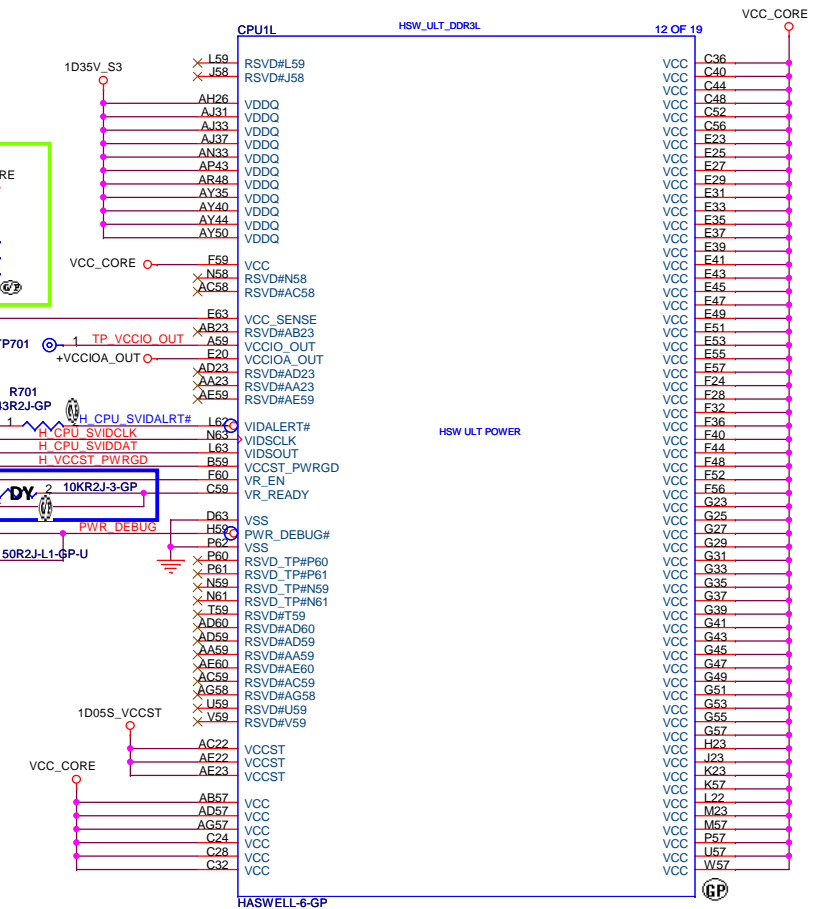 CPU1L HSW_ULT_DDR3L 12 OF 19 VCC_CORE
L59 RSVD#L59
J58 RSVD#J58
1D35V_S3
AH26 VDDQ
AJ31 VDDQ
AJ33 VDDQ
AJ37 VDDQ
AN33 VDDQ
AP43 VDDQ
AR48 VDDQ
AY35 VDDQ
AY40 VDDQ
AY44 VDDQ
AY50 VDDQ
RE
VCC_CORE F59 VCC
N58 RSVD#N58
AC58 RSVD#AC58
E63 VCC_SENSE
AB23 RSVD#AB23
TP701 1 TP_VCCIO_OUT A59 VCCIO_OUT
+VCCIOA_OUT E20 VCCIOA_OUT
AD23 RSVD#AD23
AA23 RSVD#AA23
AE59 RSVD#AE59
R701
43R2J-GP
1 2 H_CPU_SVIDALRT# L62 VIDALERT#
H_CPU_SVIDCLK N63 VIDSCLK
H_CPU_SVIDDAT L63 VIDSOUT
H_VCCST_PWRGD B59 VCCST_PWRGD
F60 VR_EN
DY 2 10KR2J-3-GP C59 VR_READY
D63 VSS
PWR_DEBUG H59 PWR_DEBUG#
50R2J-L1-GP-U P62 VSS
P60 RSVD_TP#P60
P61 RSVD_TP#P61
N59 RSVD_TP#N59
N61 RSVD_TP#N61
T59 RSVD#T59
AD60 RSVD#AD60
AD59 RSVD#AD59
AA59 RSVD#AA59
AE60 RSVD#AE60
AC59 RSVD#AC59
AG58 RSVD#AG58
U59 RSVD#U59
V59 RSVD#V59
1D05S_VCCST
AC22 VCCST
AE22 VCCST
AE23 VCCST
VCC_CORE
AB57 VCC
AD57 VCC
AG57 VCC
C24 VCC
C28 VCC
C32 VCC
HSW ULT POWER
VCC C36
VCC C40
VCC C44
VCC C48
VCC C52
VCC C56
VCC E23
VCC E25
VCC E27
VCC E29
VCC E31
VCC E33
VCC E35
VCC E37
VCC E39
VCC E41
VCC E43
VCC E45
VCC E47
VCC E49
VCC E51
VCC E53
VCC E55
VCC E57
VCC F24
VCC F28
VCC F32
VCC F36
VCC F40
VCC F44
VCC F48
VCC F52
VCC F56
VCC G23
VCC G25
VCC G27
VCC G29
VCC G31
VCC G33
VCC G35
VCC G37
VCC G39
VCC G41
VCC G43
VCC G45
VCC G47
VCC G49
VCC G51
VCC G53
VCC G55
VCC G57
VCC H23
VCC J23
VCC K23
VCC K57
VCC L22
VCC M23
VCC M57
VCC P57
VCC U57
VCC W57
GP
HASWELL-6-GP